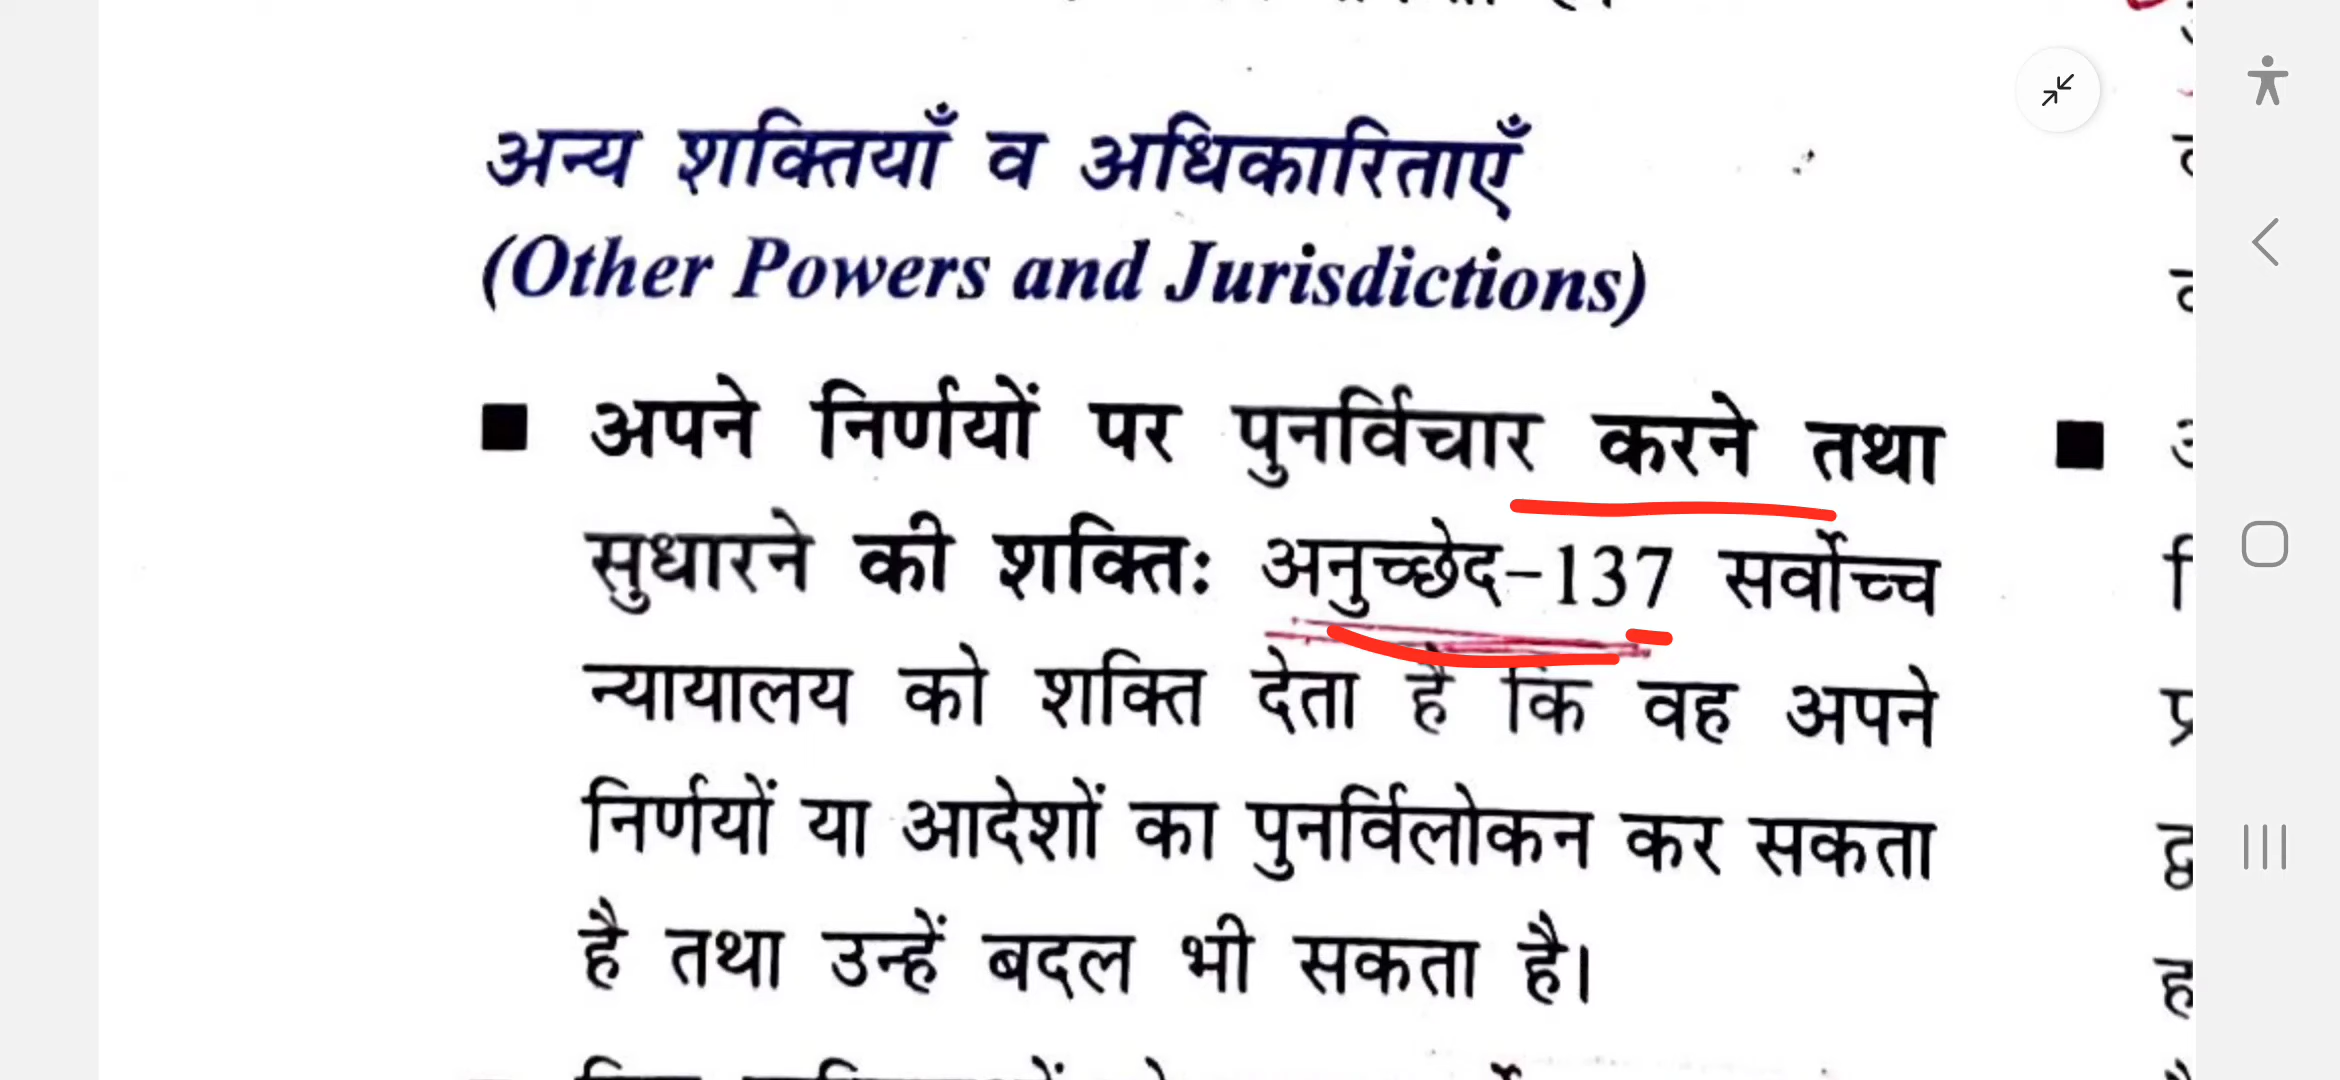 अन्य शक्तियाँ व अधिकारिताएँ
(Other Powers and Jurisdictions)
■ अपने निर्णयों पर पुनर्विचार करने तथा
सुधारने की शक्तिः अनुच्छेद-137 सर्वोच्च
न्यायालय को शक्ति देता है कि वह अपने
निर्णयों या आदेशों का पुनर्विलोकन कर सकता
है तथा उन्हें बदल भी सकता है।